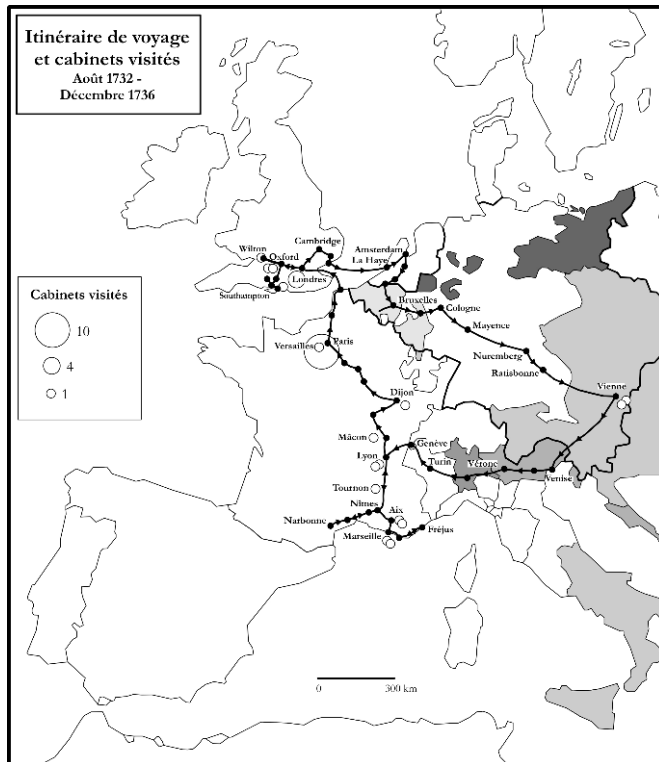 Itinéraire de voyage
et cabinets visités
Août 1732 -
Décembre 1736
Cambridge
Amsterdam
Wilton
Oxford
La Haye
Londres
Southampton
Cabinets visités
10
4
1
Bruxelles
Cologne
Mayence
Versailles
Paris
Nuremberg
Ratisbonne
Vienne
Dijon
Mâcon
Genève
Lyon
Turin
Vérone
Venise
Tournon
Nîmes
Aix
Narbonne
Marseille
Fréjus
0
300 km